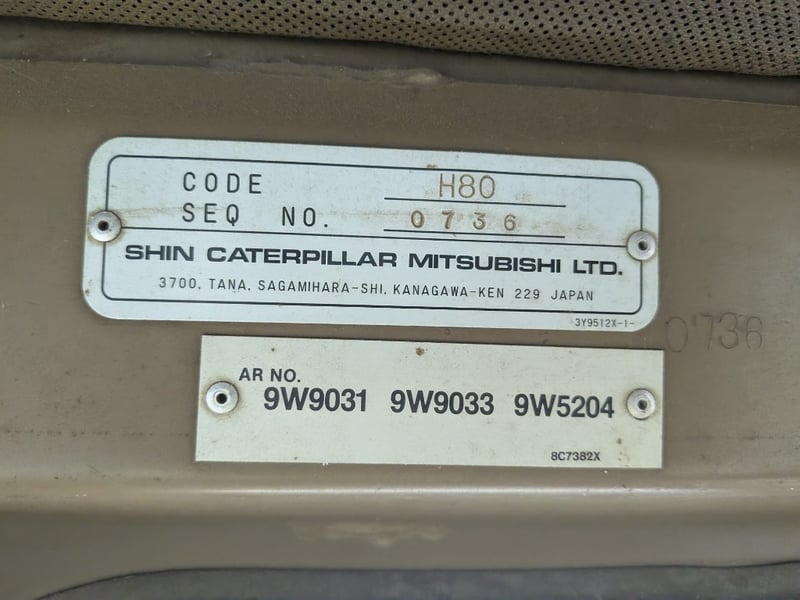 CODE H80
SEQ NO. 0736
SHIN CATERPILLAR MITSUBISHI LTD.
3700, TANA, SAGAMIHARA-SHI, KANAGAWA-KEN 229 JAPAN
3Y9512X-1-
0736
AR NO.
9W9031 9W9033 9W5204
8C7382X